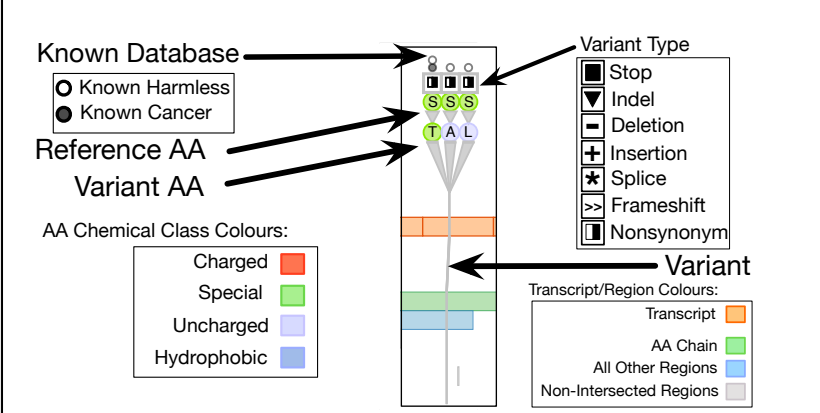 Known Database
Known Harmless
Known Cancer
Reference AA
Variant AA
S S S
T A L
Variant Type
Stop
Indel
Deletion
Insertion
Splice
>> Frameshift
Nonsynonym
AA Chemical Class Colours:
Charged
Special
Uncharged
Hydrophobic
Variant
Transcript/Region Colours:
Transcript
AA Chain
All Other Regions
Non-Intersected Regions